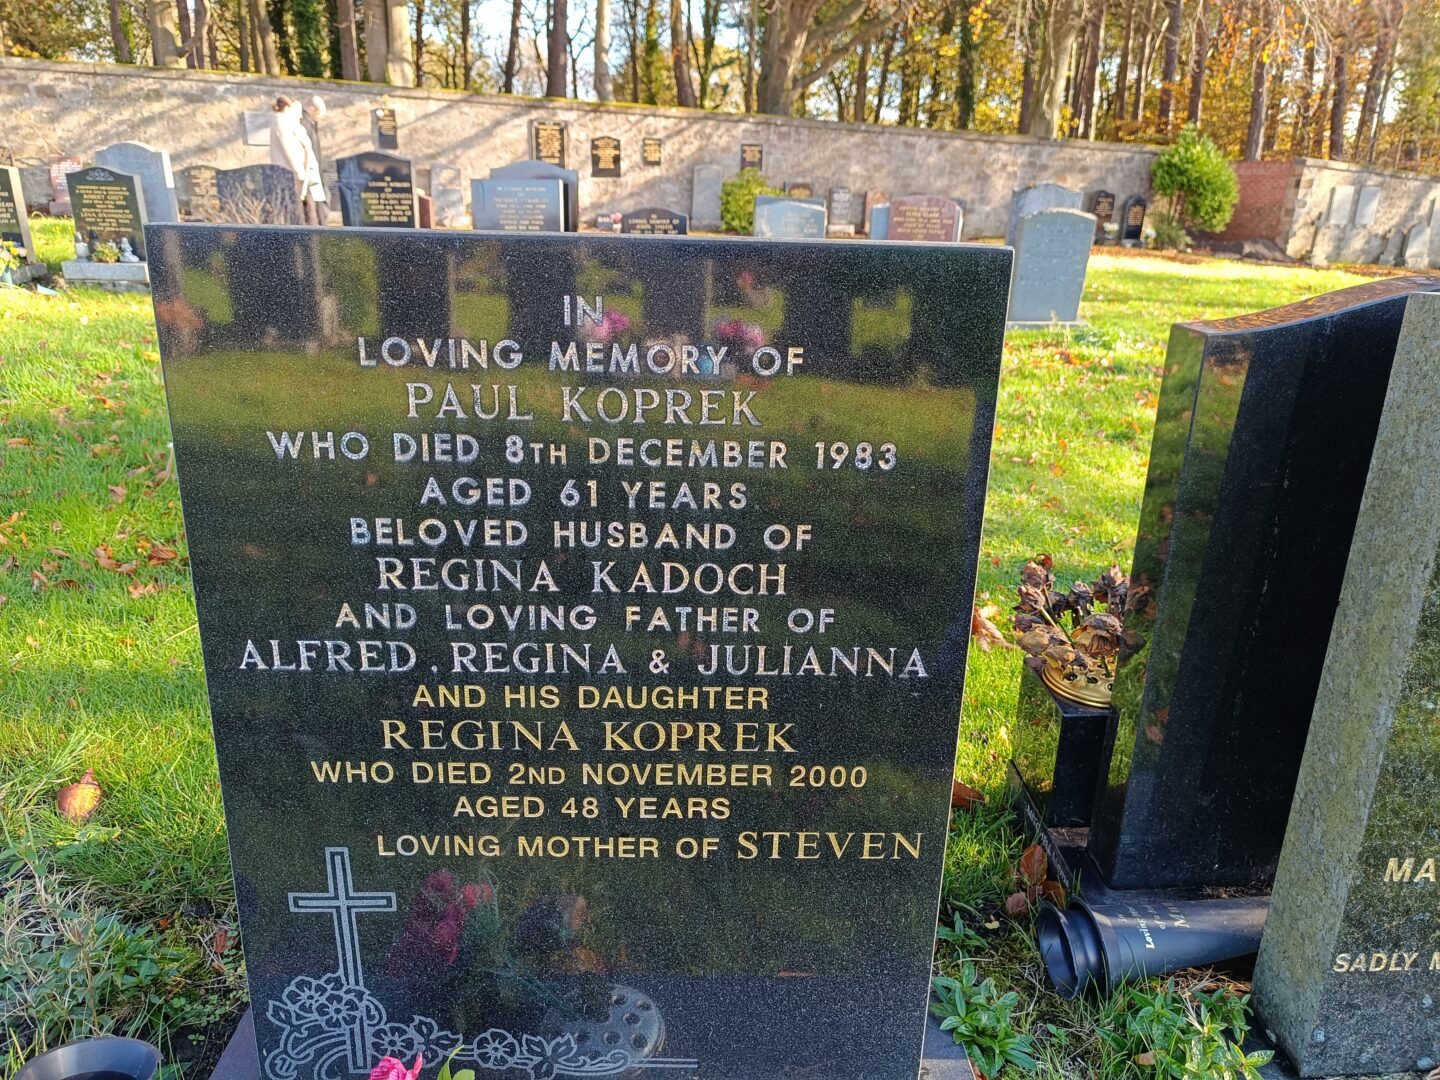 IN
LOVING MEMORY OF
PAUL KOPREK
WHO DIED 8TH DECEMBER 1983
AGED 61 YEARS
BELOVED HUSBAND OF
REGINA KADOCH
AND LOVING FATHER OF
ALFRED, REGINA & JULIANNA
AND HIS DAUGHTER
REGINA KOPREK
WHO DIED 2ND NOVEMBER 2000
AGED 48 YEARS
LOVING MOTHER OF STEVEN
MA
SADLY M